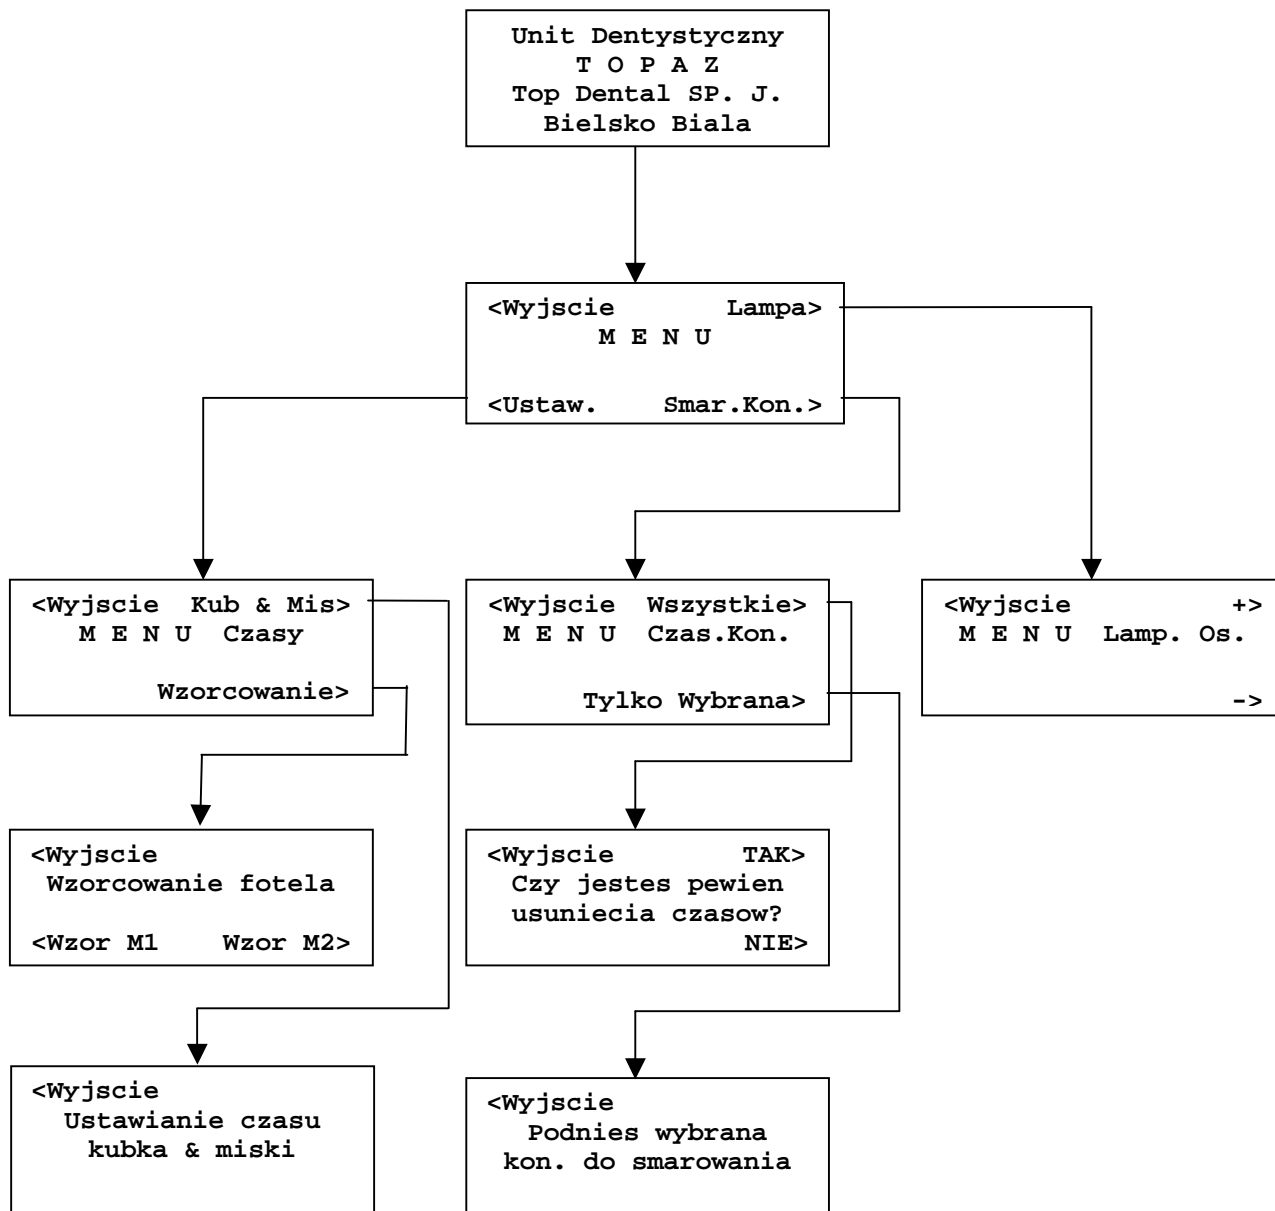 Unit Dentystyczny
T O P A Z
Top Dental SP. J.
Bielsko Biala
<Wyjscie Lampa>
M E N U
<Ustaw. Smar.Kon.>
<Wyjscie Kub & Mis>
M E N U Czasy
Wzorcowanie>
<Wyjscie Wszystkie>
M E N U Czas.Kon.
Tylko Wybrana>
<Wyjscie +>
M E N U Lamp. Os.
->
<Wyjscie
Wzorcowanie fotela
<Wzor M1 Wzor M2>
<Wyjscie TAK>
Czy jestes pewien
usuniecia czasow?
NIE>
<Wyjscie
Ustawianie czasu
kubka & miski
<Wyjscie
Podnies wybrana
kon. do smarowania